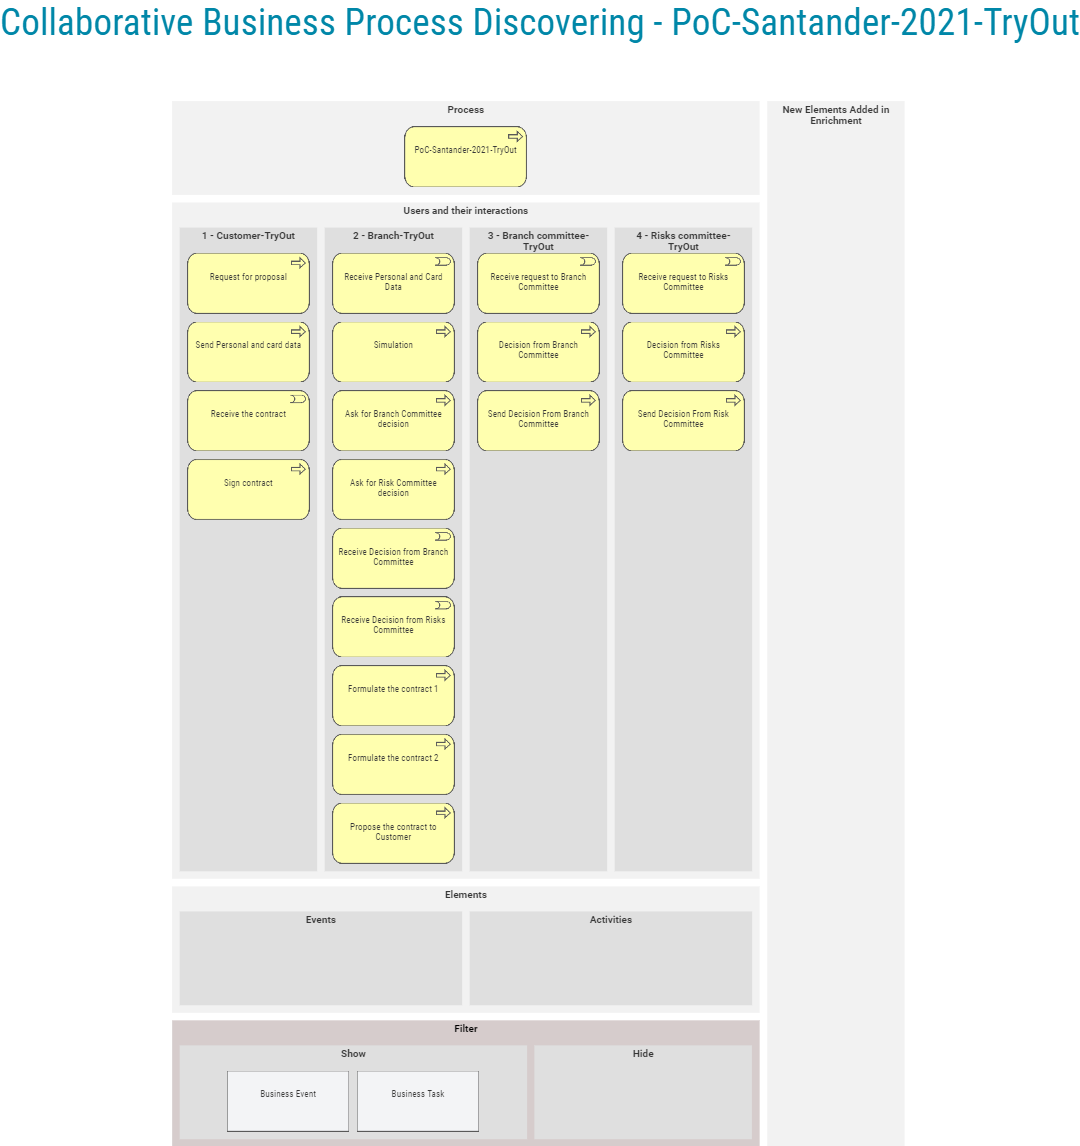 Collaborative Business Process Discovering - PoC-Santander-2021-TryOut
Process
PoC-Santander-2021-TryOut
New Elements Added in
Enrichment
Users and their interactions
1 - Customer-TryOut
Request for proposal
Send Personal and card data
Receive the contract
Sign contract
2 - Branch-TryOut
Receive Personal and Card
Data
Simulation
Ask for Branch Committee
decision
Ask for Risk Committee
decision
Receive Decision from Branch
Committee
Receive Decision from Risks
Committee
Formulate the contract 1
Formulate the contract 2
Propose the contract to
Customer
3 - Branch committee-
TryOut
Receive request to Branch
Committee
Decision from Branch
Committee
Send Decision From Branch
Committee
4 - Risks committee-
TryOut
Receive request to Risks
Committee
Decision from Risks
Committee
Send Decision From Risk
Committee
Elements
Events
Activities
Filter
Show
Business Event
Business Task
Hide